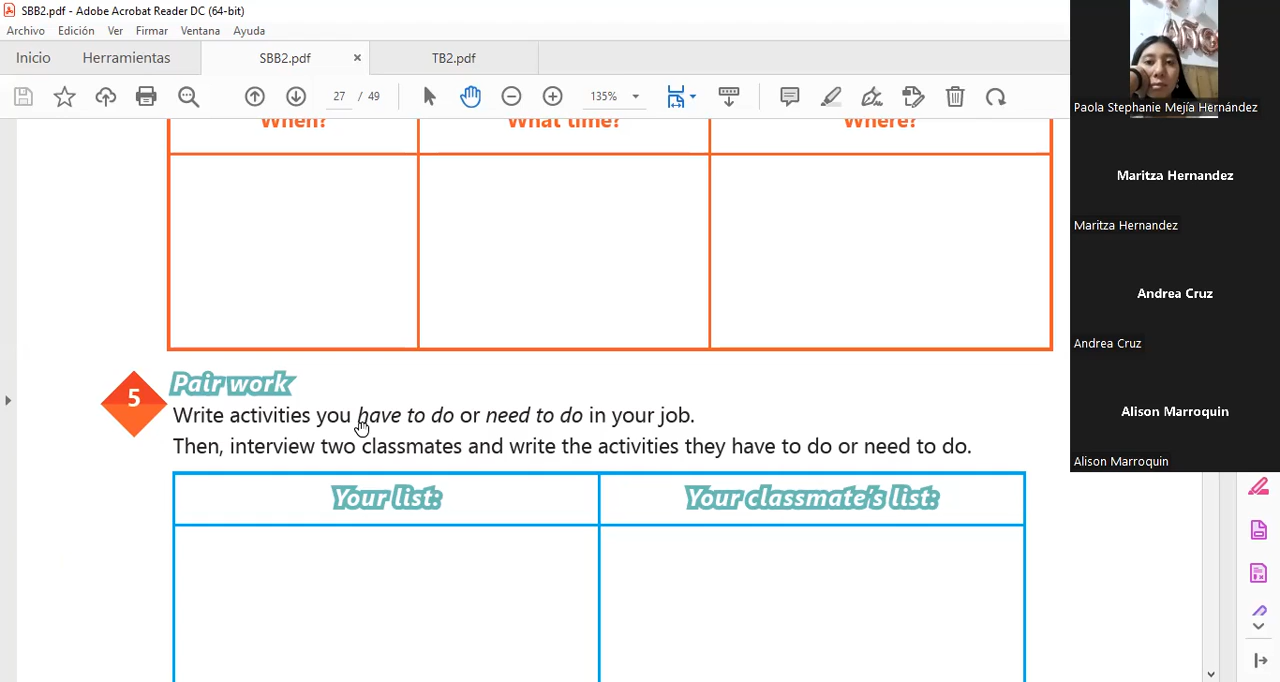 SBB2.pdf - Adobe Acrobat Reader DC (64-bit)
Archivo Edición Ver Firmar Ventana Ayuda
Inicio Herramientas SBB2.pdf × TB2.pdf
27 / 49 135%
When? What time? Where?
5
Pair work
Write activities you have to do or need to do in your job.
Then, interview two classmates and write the activities they have to do or need to do.
Your list: Your classmate's list:
AÑO
Paola Stephanie Mejía Hernández
Maritza Hernandez
Maritza Hernandez
Andrea Cruz
Andrea Cruz
Alison Marroquin
Alison Marroquin